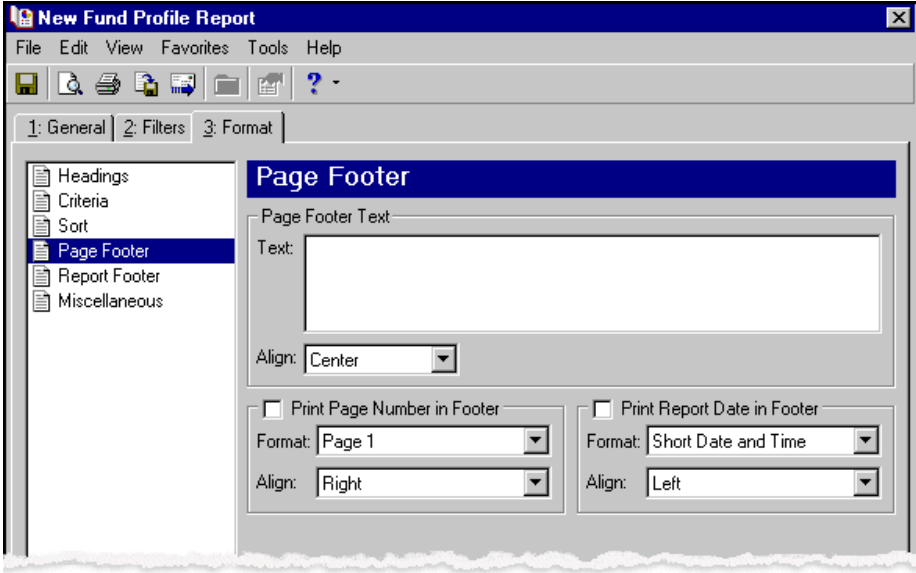 New Fund Profile Report
File Edit View Favorites Tools Help
?
1: General 2: Filters 3: Format
Headings
Criteria
Sort
Page Footer
Report Footer
Miscellaneous
Page Footer
Page Footer Text
Text:
Align: Center
Print Page Number in Footer
Format: Page 1
Align: Right
Print Report Date in Footer
Format: Short Date and Time
Align: Left